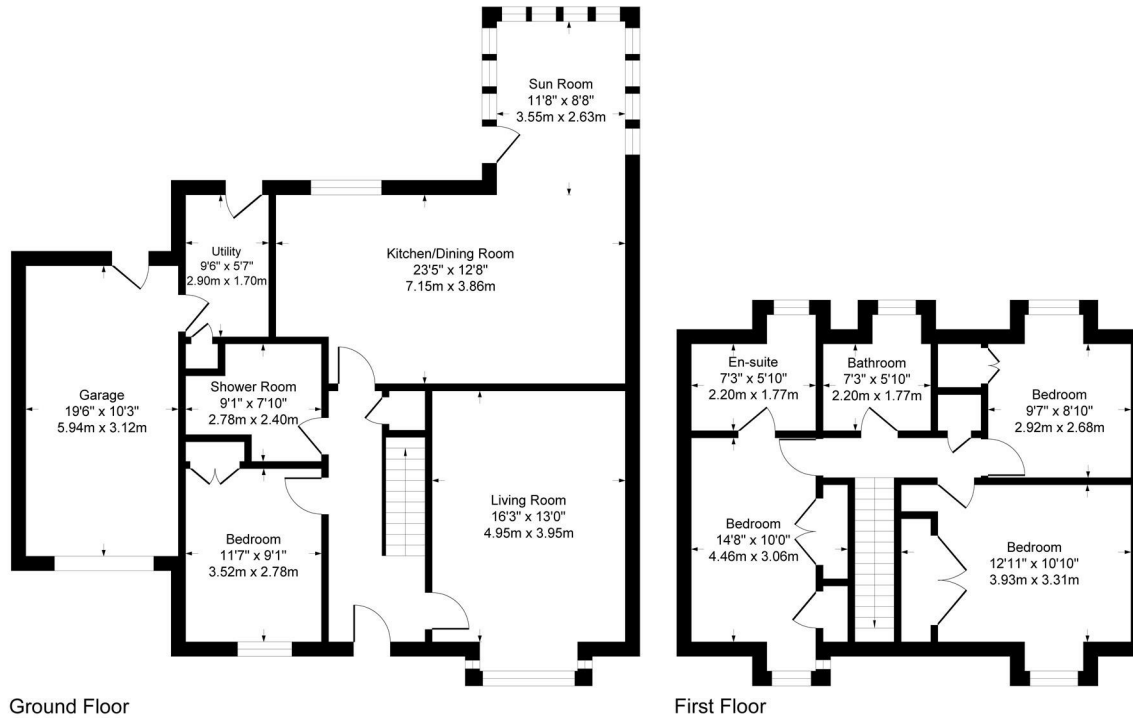 Sun Room
11'8" x 8'8"
3.55m x 2.63m
Utility
9'6" x 5'7"
2.90m x 1.70m
Kitchen/Dining Room
23'5" x 12'8"
7.15m x 3.86m
Garage
19'6" x 10'3"
5.94m x 3.12m
Shower Room
9'1" x 7'10"
2.78m x 2.40m
Bedroom
11'7" x 9'1"
3.52m x 2.78m
Living Room
16'3" x 13'0"
4.95m x 3.95m
Ground Floor
En-suite
7'3" x 5'10"
2.20m x 1.77m
Bathroom
7'3" x 5'10"
2.20m x 1.77m
Bedroom
9'7" x 8'10"
2.92m x 2.68m
Bedroom
14'8" x 10'0"
4.46m x 3.06m
Bedroom
12'11" x 10'10"
3.93m x 3.31m
First Floor